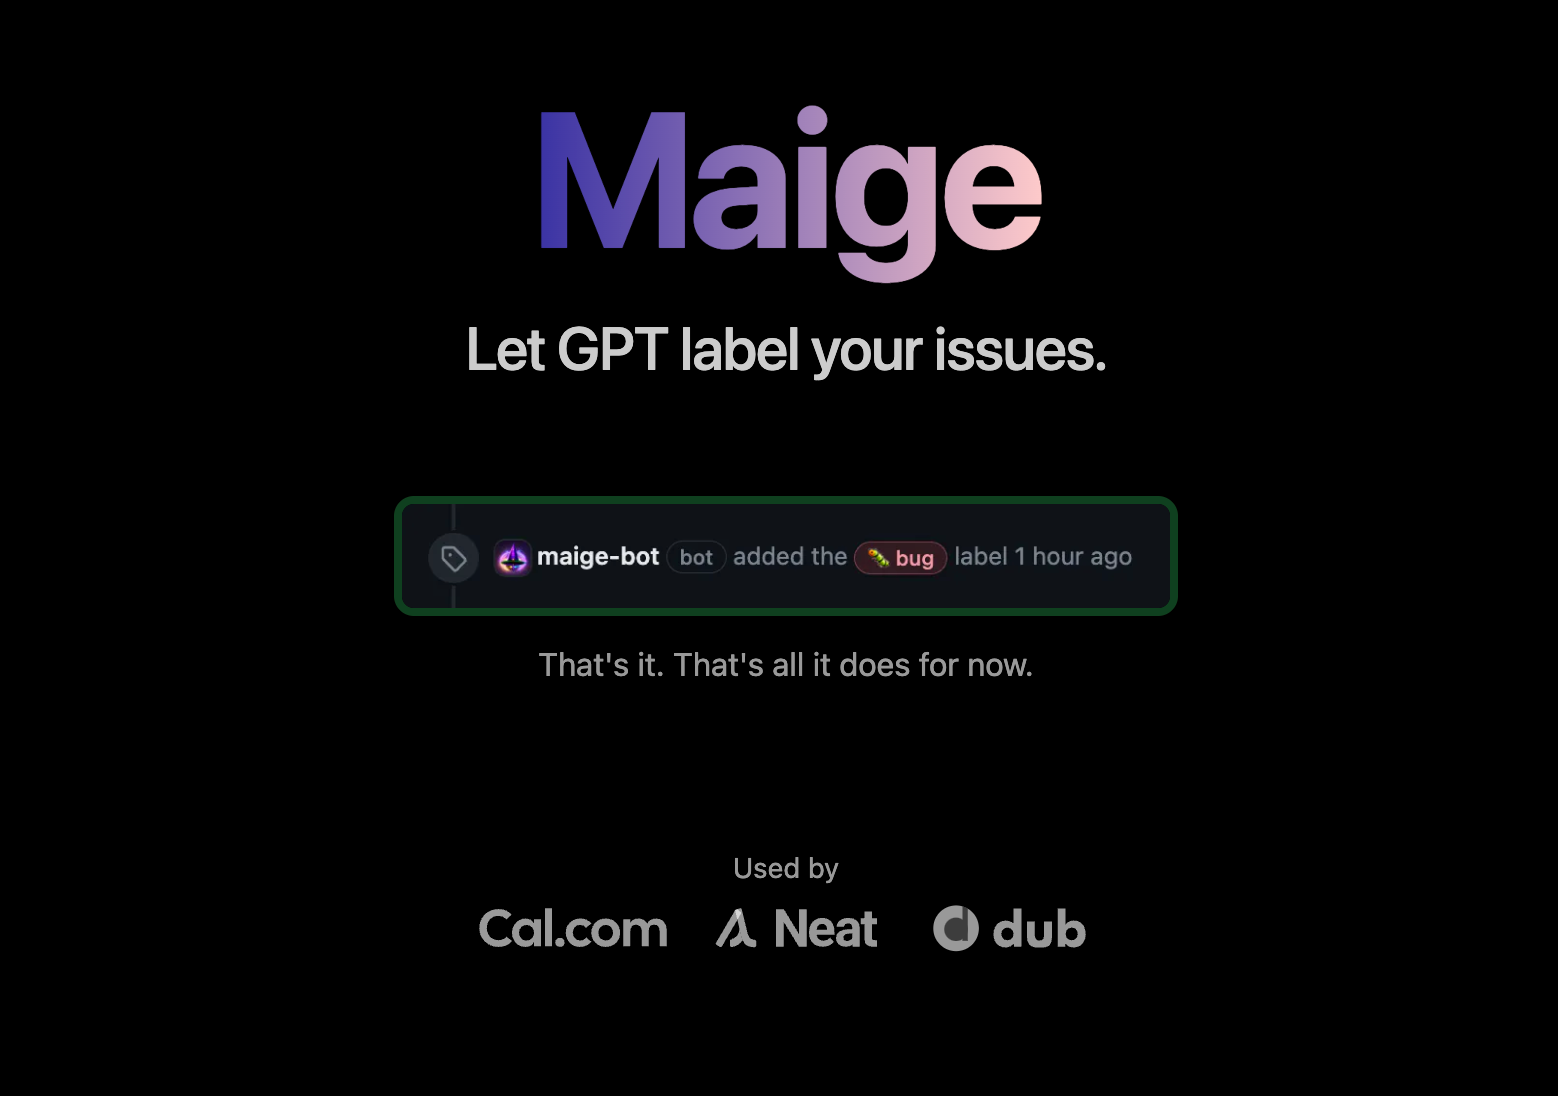 Maige
Let GPT label your issues.
maige-bot bot added the bug label 1 hour ago
That's it. That's all it does for now.
Used by
Cal.com Neat dub